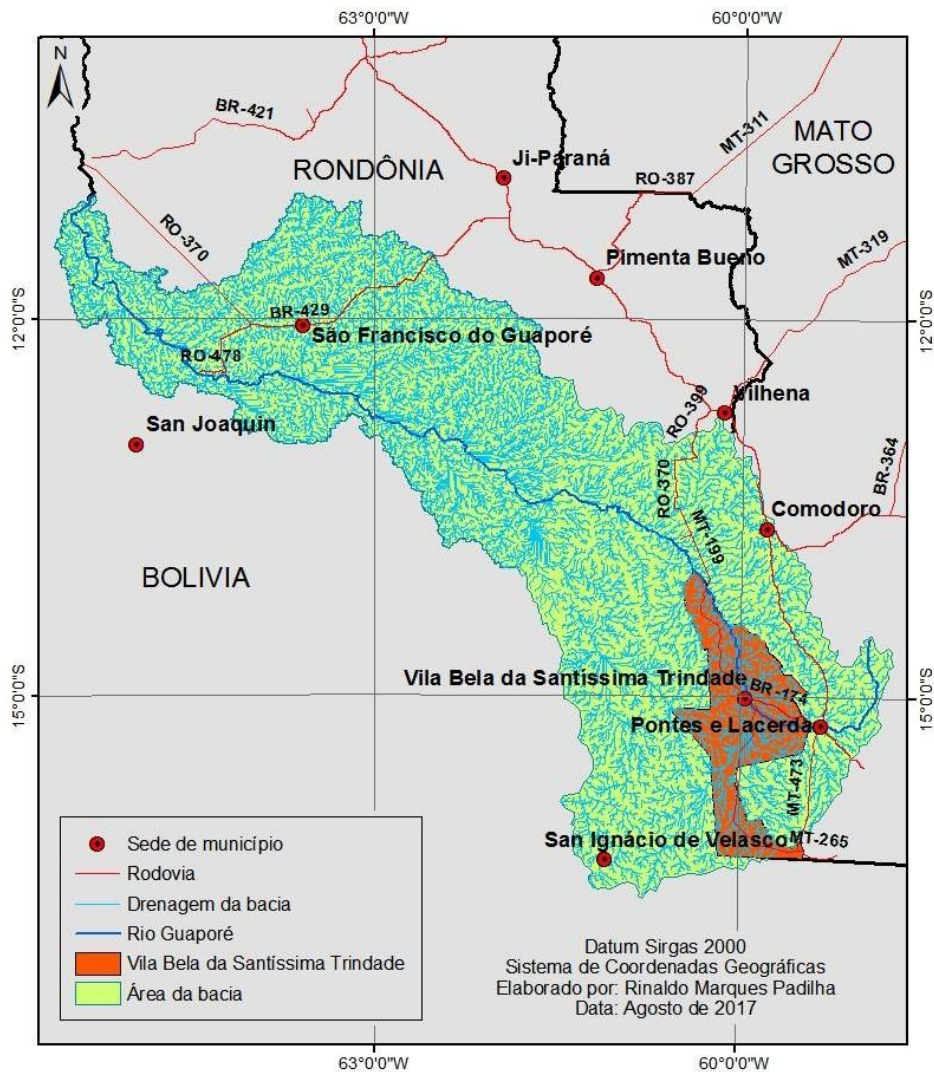 63°0'0"W
60°0'0"W
N
BR-421
MT-311
MATO
GROSSO
RONDÔNIA
Ji-Paraná
RO-387
RO-370
MT-319
Pimenta Bueno
12°0'0"S
12°0'0"S
BR-429
São Francisco do Guaporé
RO-478
Vilhena
RO-399
San Joaquin
BR-364
RO-370
Comodoro
MT-199
BOLIVIA
Vila Bela da Santíssima Trindade
BR-174
15°0'0"S
15°0'0"S
Pontes e Lacerda
MT-473
San Ignácio de Velasco
MT-265
Sede de município
Rodovia
Drenagem da bacia
Rio Guaporé
Vila Bela da Santíssima Trindade
Área da bacia
Datum Sirgas 2000
Sistema de Coordenadas Geográficas
Elaborado por: Rinaldo Marques Padilha
Data: Agosto de 2017
63°0'0"W
60°0'0"W